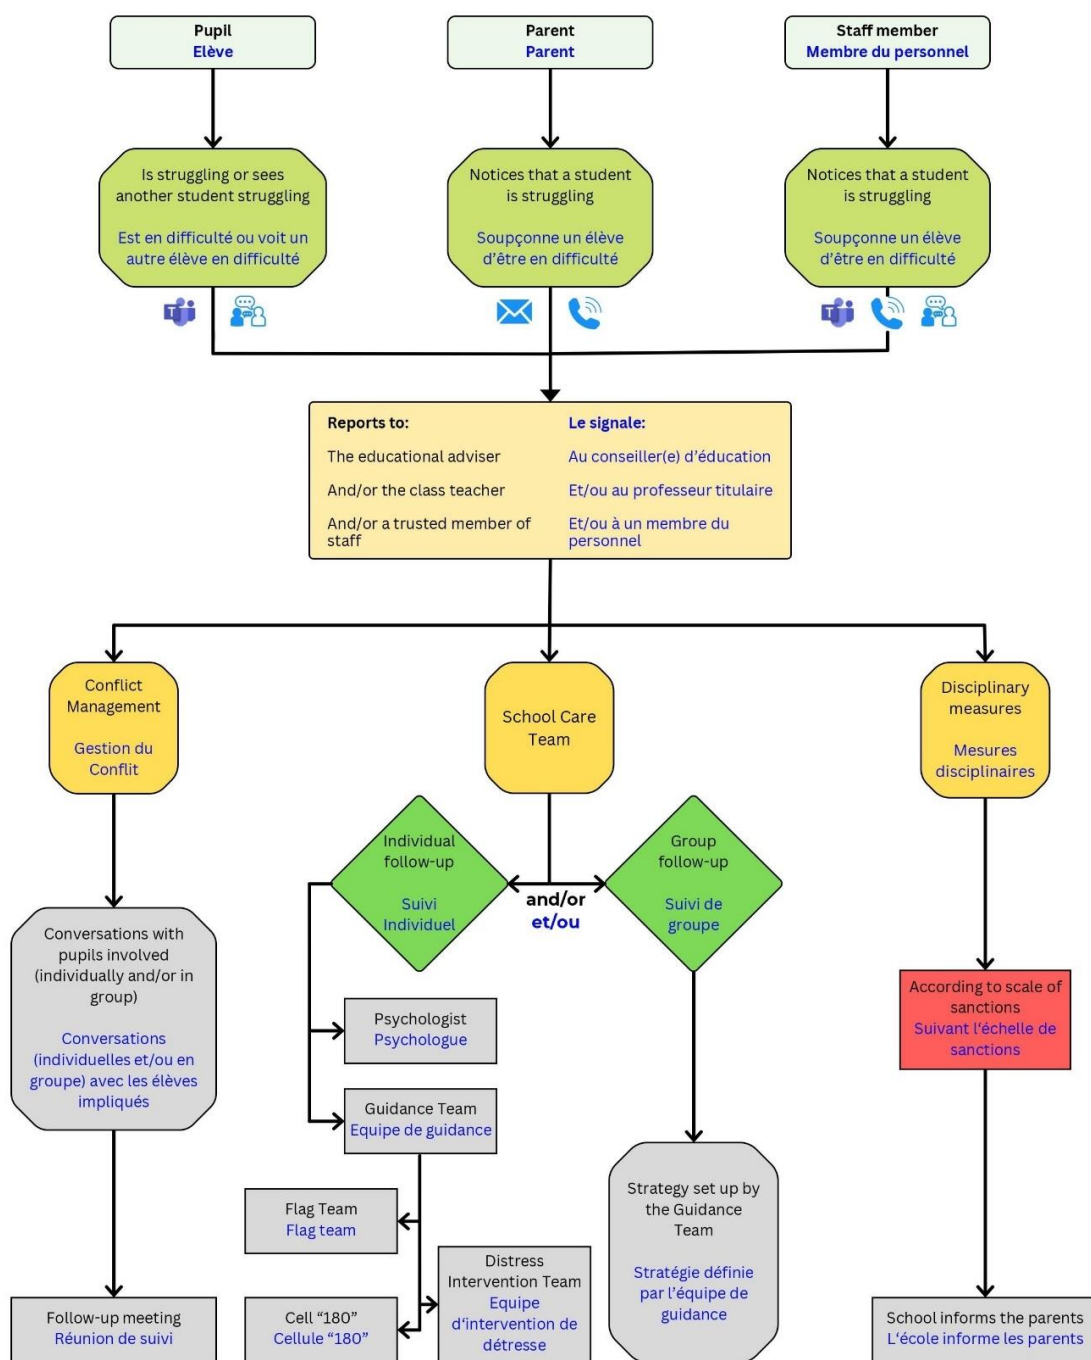 Pupil
Elève
Parent
Parent
Staff member
Membre du personnel
Is struggling or sees
another student struggling
Est en difficulté ou voit un
autre élève en difficulté
Notices that a student
is struggling
Soupçonne un élève
d'être en difficulté
Notices that a student
is struggling
Soupçonne un élève
d'être en difficulté
Reports to:
The educational adviser
And/or the class teacher
And/or a trusted member of
staff
Le signale:
Au conseiller(e) d'éducation
Et/ou au professeur titulaire
Et/ou à un membre du
personnel
Conflict
Management
Gestion du
Conflit
School Care
Team
Disciplinary
measures
Mesures
disciplinaires
Individual
follow-up
Suivi
Individuel
and/or
et/ou
Group
follow-up
Suivi de
groupe
Conversations with
pupils involved
(individually and/or in
group)
Conversations
(individuelles et/ou en
groupe) avec les élèves
impliqués
Psychologist
Psychologue
Guidance Team
Equipe de guidance
According to scale of
sanctions
Suivant l'échelle de
sanctions
Flag Team
Flag team
Distress
Intervention Team
Equipe
d'intervention de
détresse
Strategy set up by
the Guidance
Team
Stratégie définie
par l'équipe de
guidance
Follow-up meeting
Réunion de suivi
Cell "180"
Cellule "180"
School informs the parents
L'école informe les parents